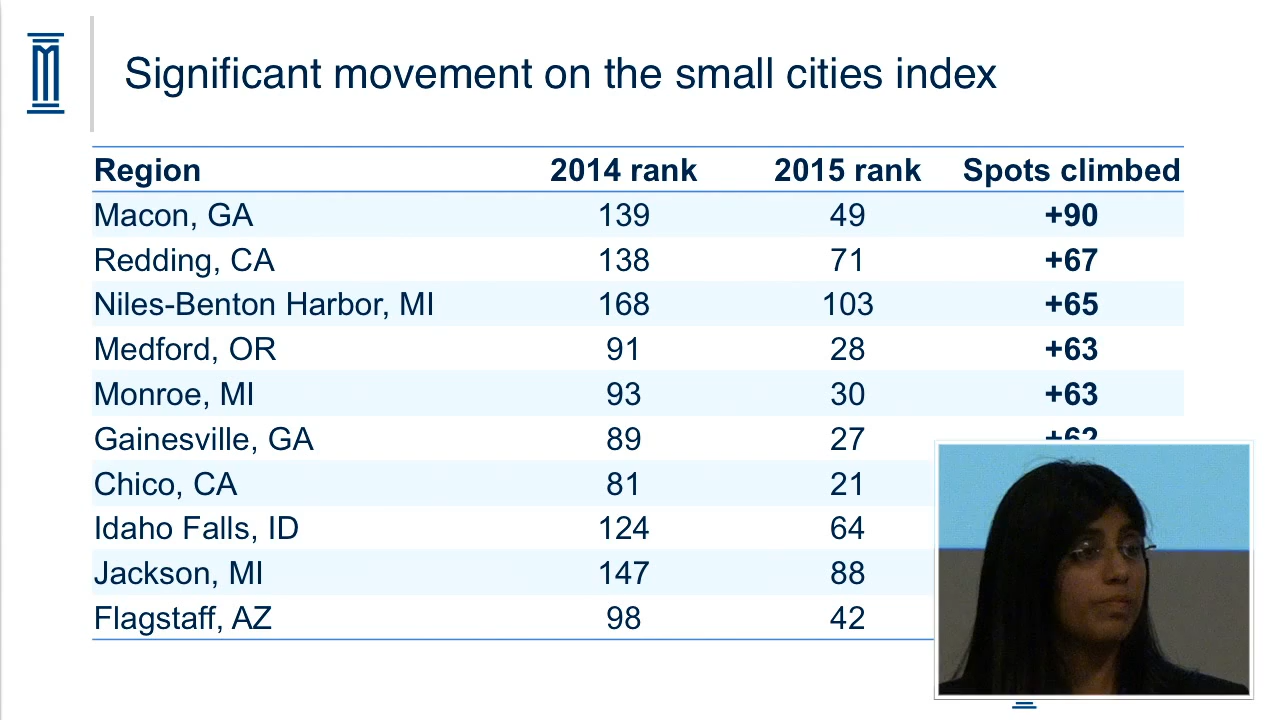 Significant movement on the small cities index
Region 2014 rank 2015 rank Spots climbed
Macon, GA 139 49 +90
Redding, CA 138 71 +67
Niles-Benton Harbor, MI 168 103 +65
Medford, OR 91 28 +63
Monroe, MI 93 30 +63
Gainesville, GA 89 27 +62
Chico, CA 81 21
Idaho Falls, ID 124 64
Jackson, MI 147 88
Flagstaff, AZ 98 42